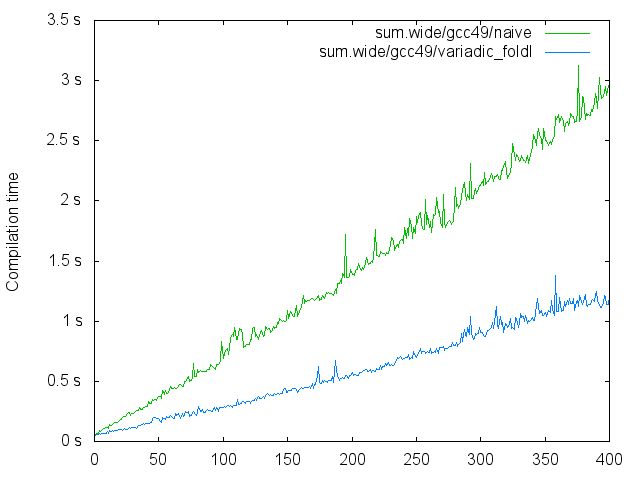 3.5 s
sum.wide/gcc49/naive
sum.wide/gcc49/variadic_foldl
3 s
2.5 s
2 s
1.5 s
1 s
0.5 s
0 s
Compilation time
0 50 100 150 200 250 300 350 400